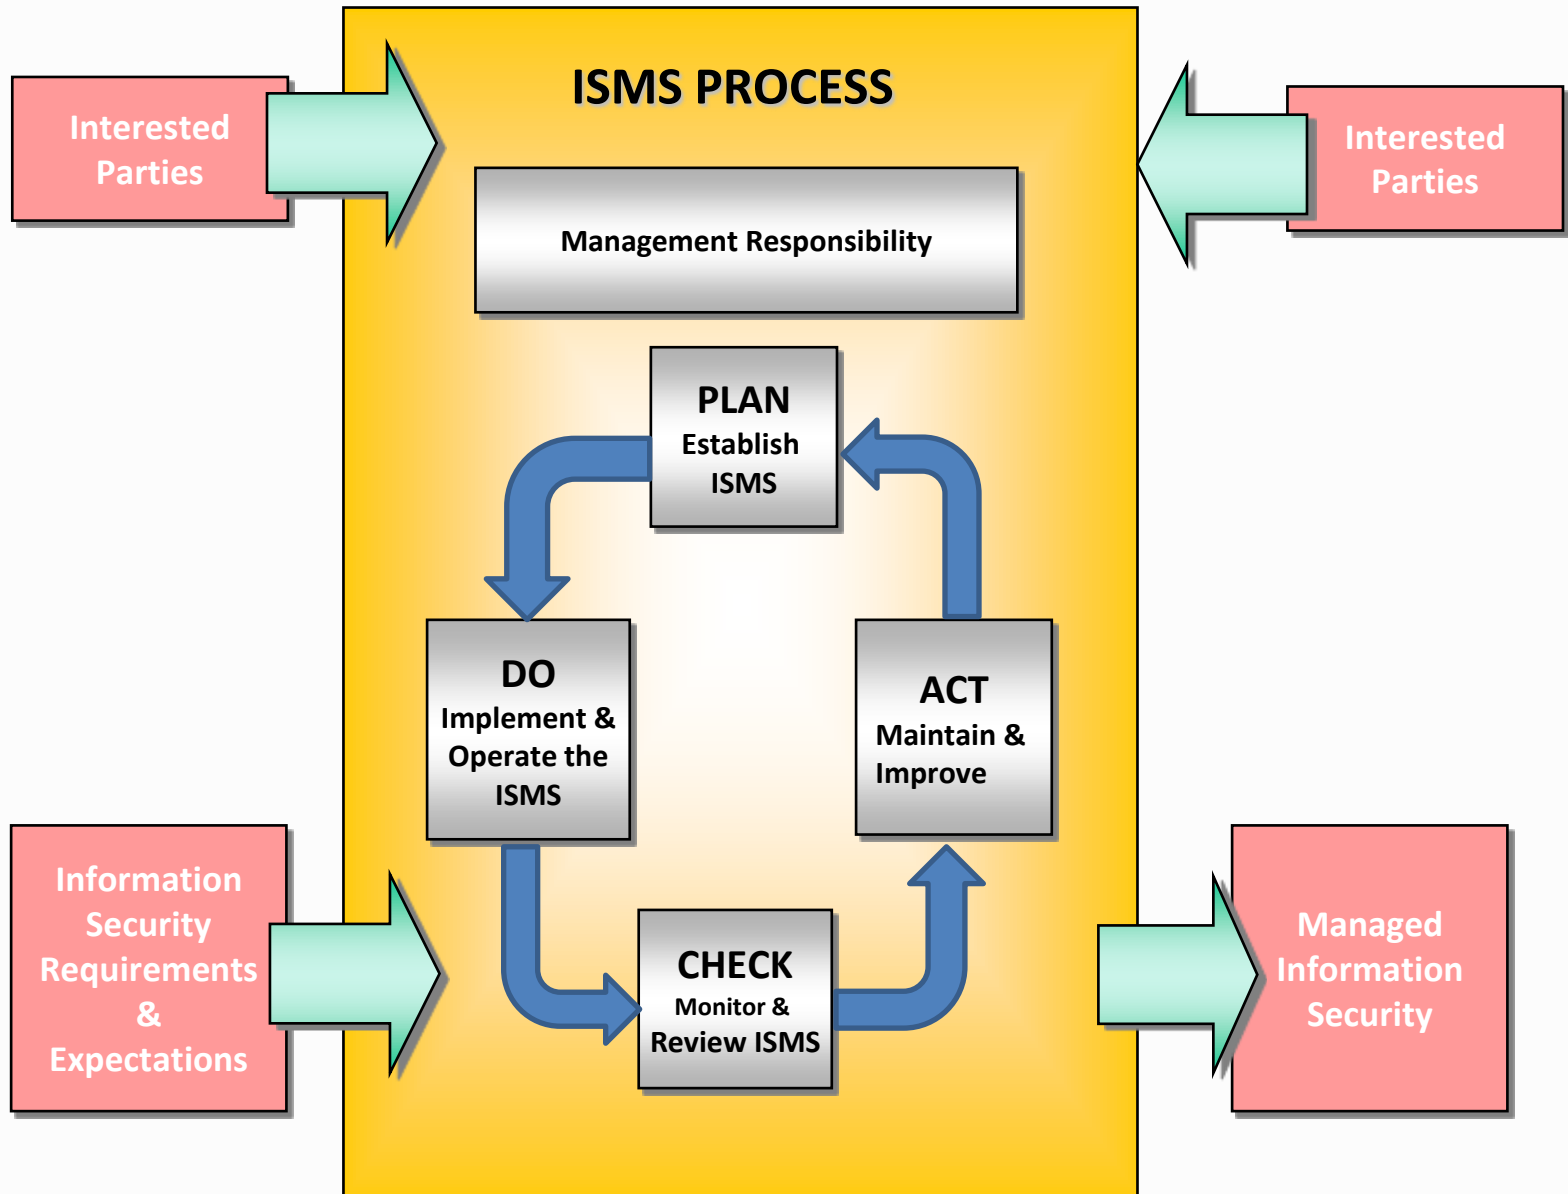 ISMS PROCESS
Interested
Parties
Interested
Parties
Management Responsibility
PLAN
Establish
ISMS
DO
Implement &
Operate the
ISMS
ACT
Maintain &
Improve
CHECK
Monitor &
Review ISMS
Information
Security
Requirements
&
Expectations
Managed
Information
Security